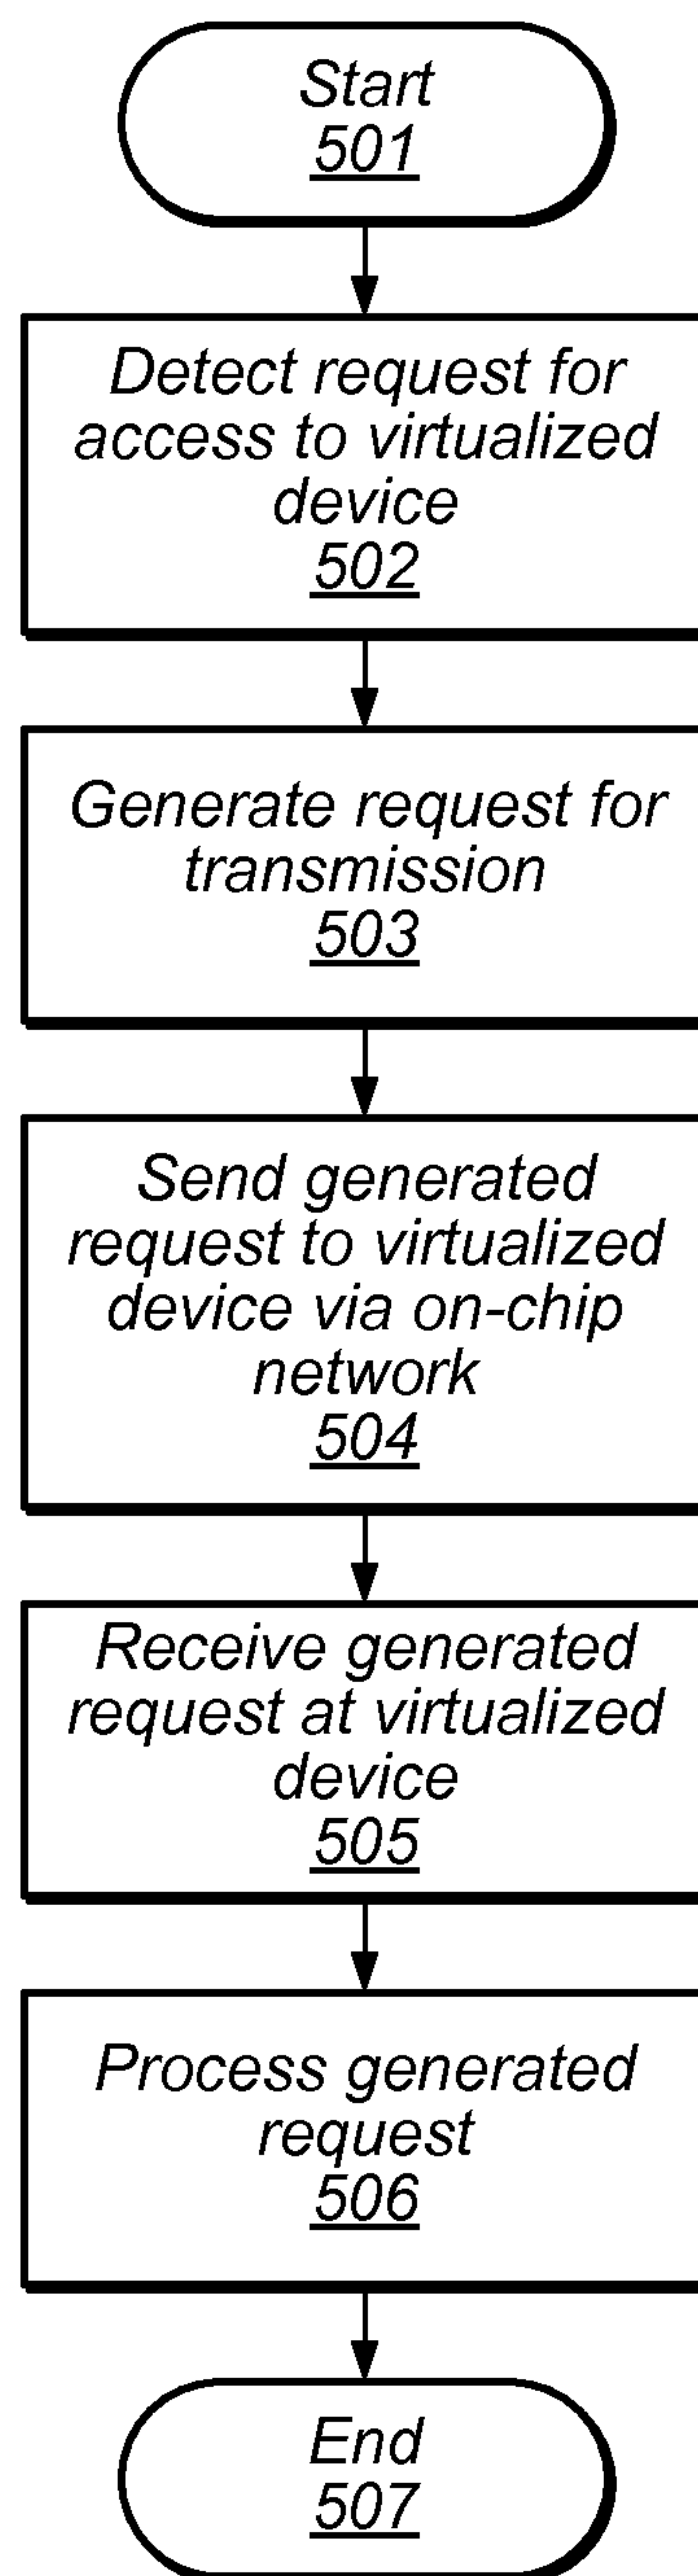 Start
501
Detect request for
access to virtualized
device
502
Generate request for
transmission
503
Send generated
request to virtualized
device via on-chip
network
504
Receive generated
request at virtualized
device
505
Process generated
request
506
End
507